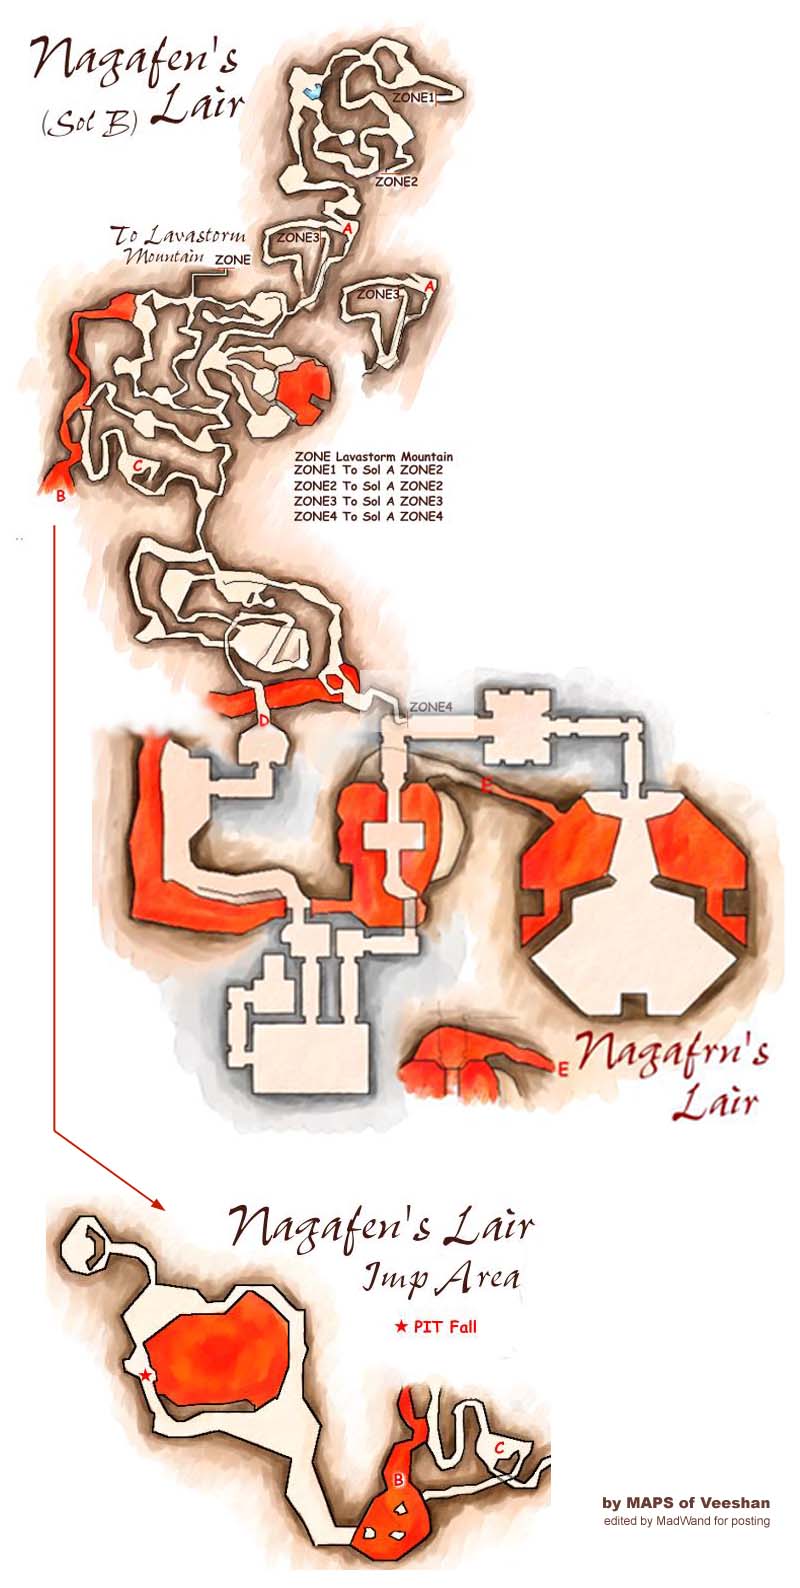 Nagafen's
(Sol B) Lair
ZONE1
ZONE2
A
To Lavastorm
Mountain ZONE
ZONE3
A
ZONE3
ZONE Lavastorm Mountain
ZONE1 To Sol A ZONE2
ZONE2 To Sol A ZONE2
ZONE3 To Sol A ZONE3
ZONE4 To Sol A ZONE4
C
B
ZONE4
D
E
Nagafrn's
Lair
E
Nagafen's Lair
Imp Area
★ PIT Fall
★
C
B
by MAPS of Veeshan
edited by MadWand for posting